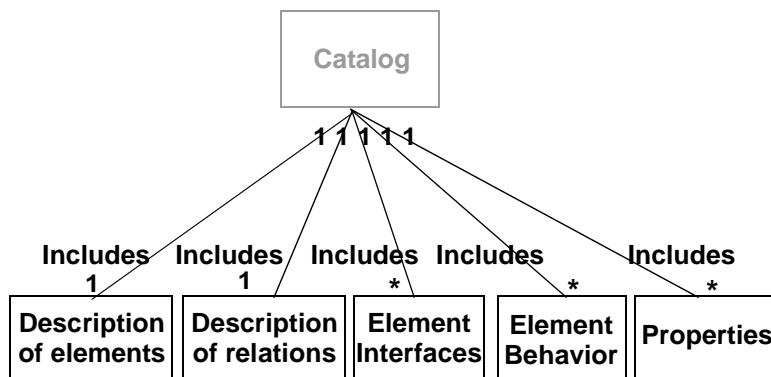 Catalog
1 1 1 1 1
Includes Includes Includes Includes Includes
1 1 * * *
Description of elements
Description of relations
Element Interfaces
Element Behavior
Properties